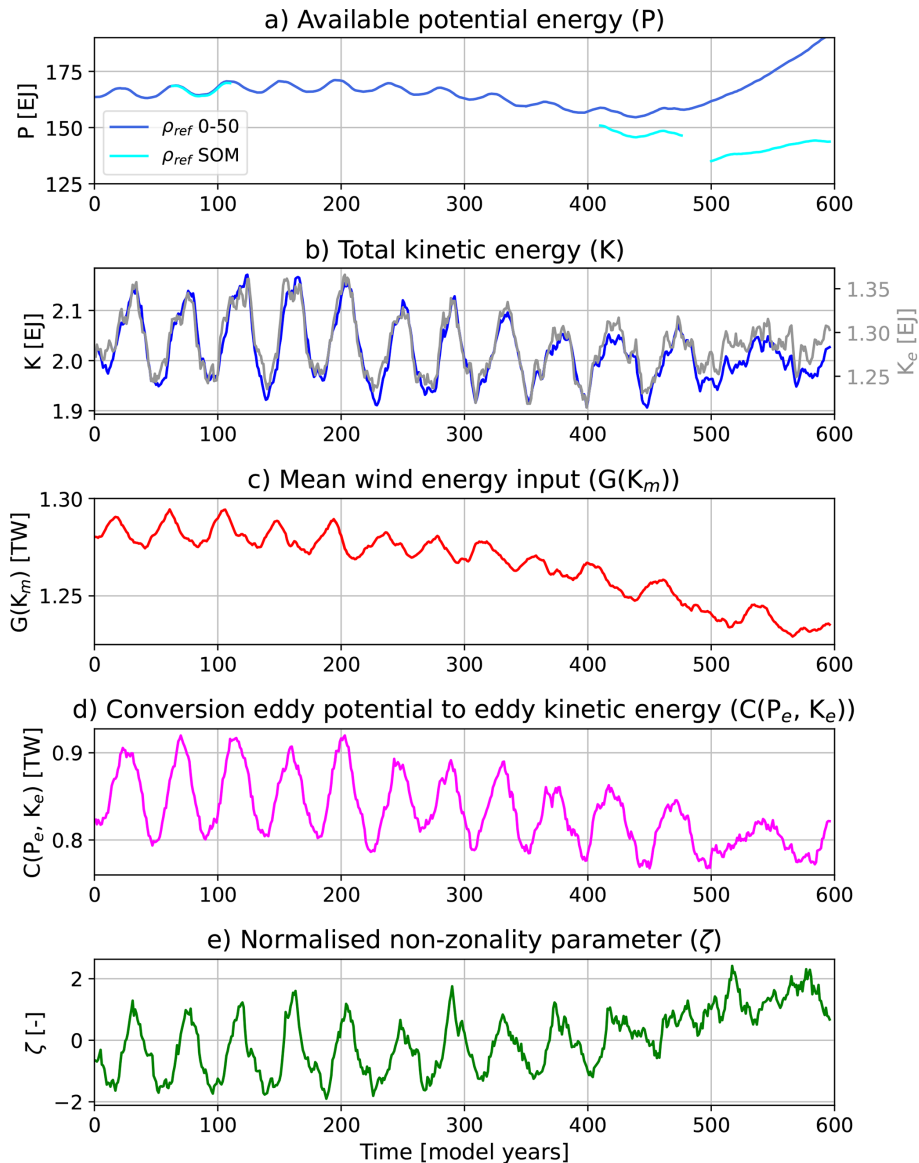 a) Available potential energy (P)
P [EJ]
175
150
125
ρref 0-50
ρref SOM
0 100 200 300 400 500 600
b) Total kinetic energy (K)
K [EJ]
2.1
2.0
1.9
1.35
1.30
1.25
Ke [EJ]
0 100 200 300 400 500 600
c) Mean wind energy input (G(Km))
G(Km) [TW]
1.30
1.25
0 100 200 300 400 500 600
d) Conversion eddy potential to eddy kinetic energy (C(Pe, Ke))
C(Pe, Ke) [TW]
0.9
0.8
0 100 200 300 400 500 600
e) Normalised non-zonality parameter (ζ)
ζ [-]
2
0
−2
0 100 200 300 400 500 600
Time [model years]